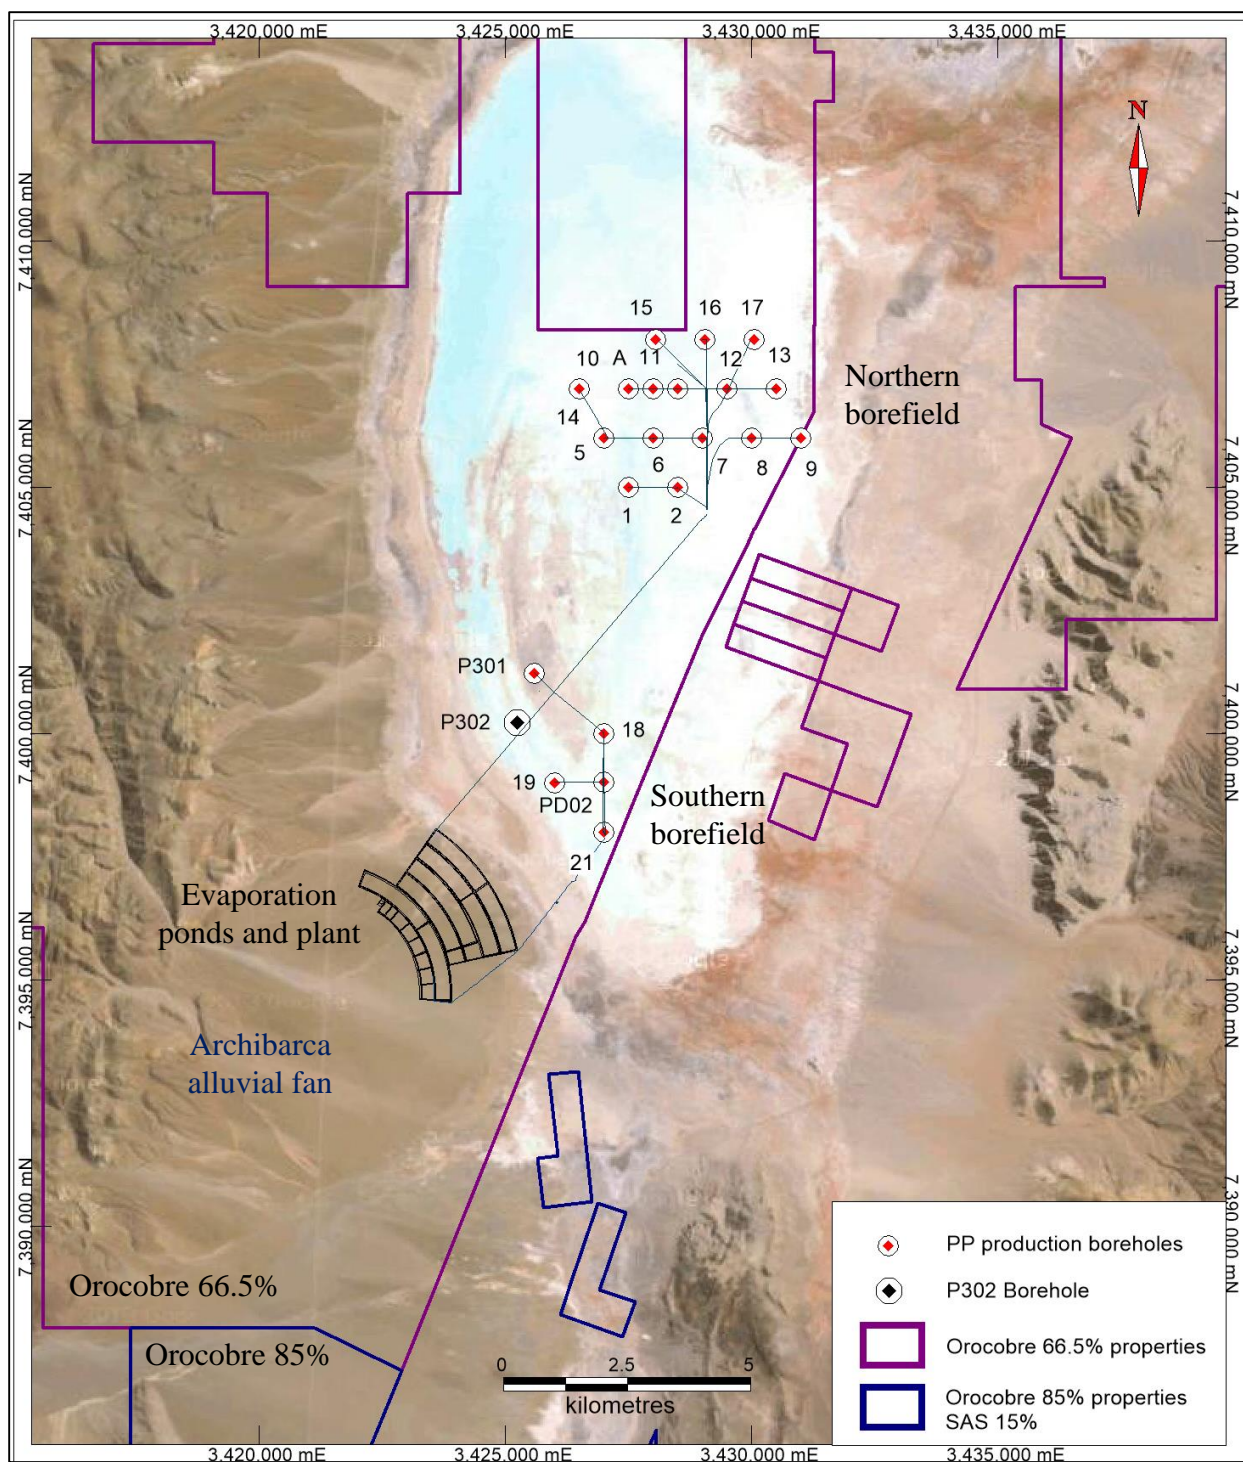 3,420,000 mE
3,425,000 mE
3,430,000 mE
3,435,000 mE
N
7,410,000 mN
7,410,000 mN
15
16
17
10
A
11
12
13
Northern
borefield
14
5
6
7
8
9
7,405,000 mN
7,405,000 mN
1
2
P301
P302
18
7,400,000 mN
7,400,000 mN
19
PD02
Southern
borefield
21
Evaporation
ponds and plant
7,395,000 mN
7,395,000 mN
Archibarca
alluvial fan
7,390,000 mN
7,390,000 mN
Orocobre 66.5%
Orocobre 85%
0
2.5
5
kilometres
PP production boreholes
P302 Borehole
Orocobre 66.5% properties
Orocobre 85% properties
SAS 15%
3,420,000 mE
3,425,000 mE
3,430,000 mE
3,435,000 mE